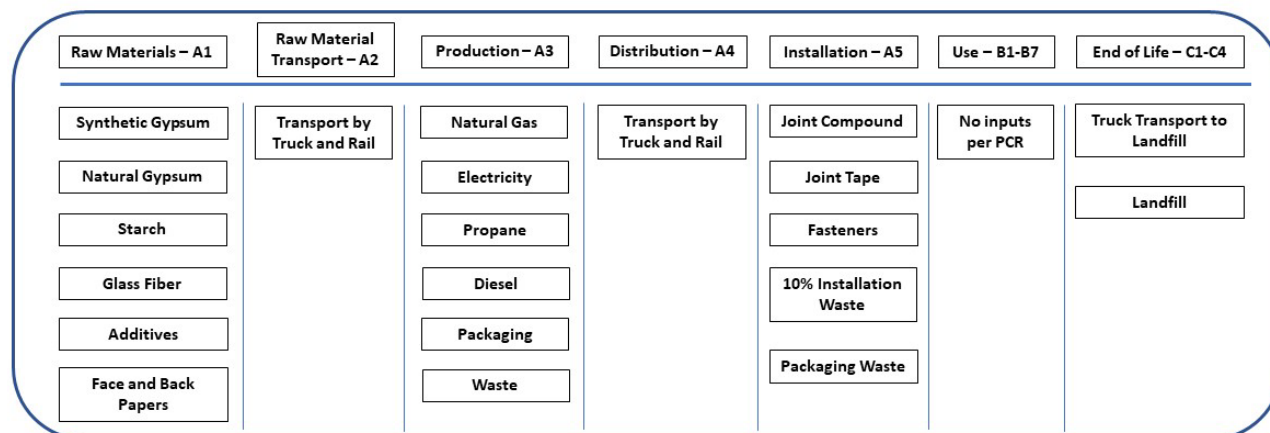 Raw Materials – A1
Raw Material
Transport – A2
Production – A3
Distribution – A4
Installation – A5
Use – B1-B7
End of Life – C1-C4
Synthetic Gypsum
Natural Gypsum
Starch
Glass Fiber
Additives
Face and Back
Papers
Transport by
Truck and Rail
Natural Gas
Electricity
Propane
Diesel
Packaging
Waste
Transport by
Truck and Rail
Joint Compound
Joint Tape
Fasteners
10% Installation
Waste
Packaging Waste
No inputs
per PCR
Truck Transport to
Landfill
Landfill